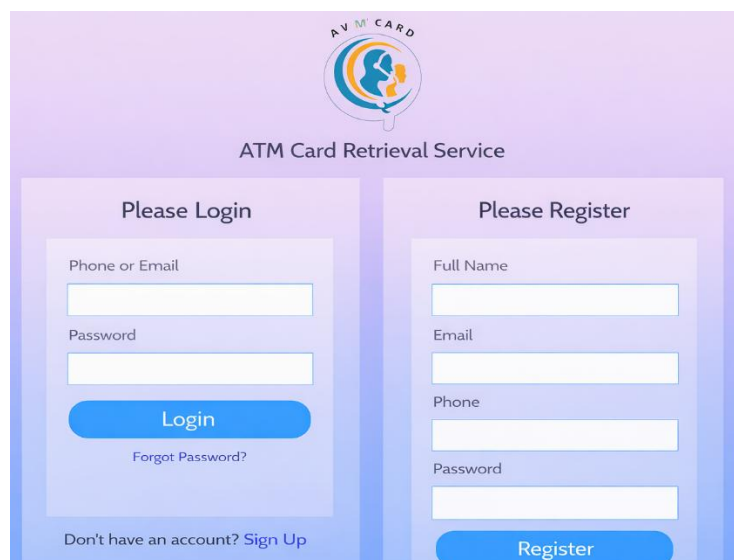 AVM CARD
ATM Card Retrieval Service
Please Login
Phone or Email
Password
Login
Forgot Password?
Don't have an account? Sign Up
Please Register
Full Name
Email
Phone
Password
Register